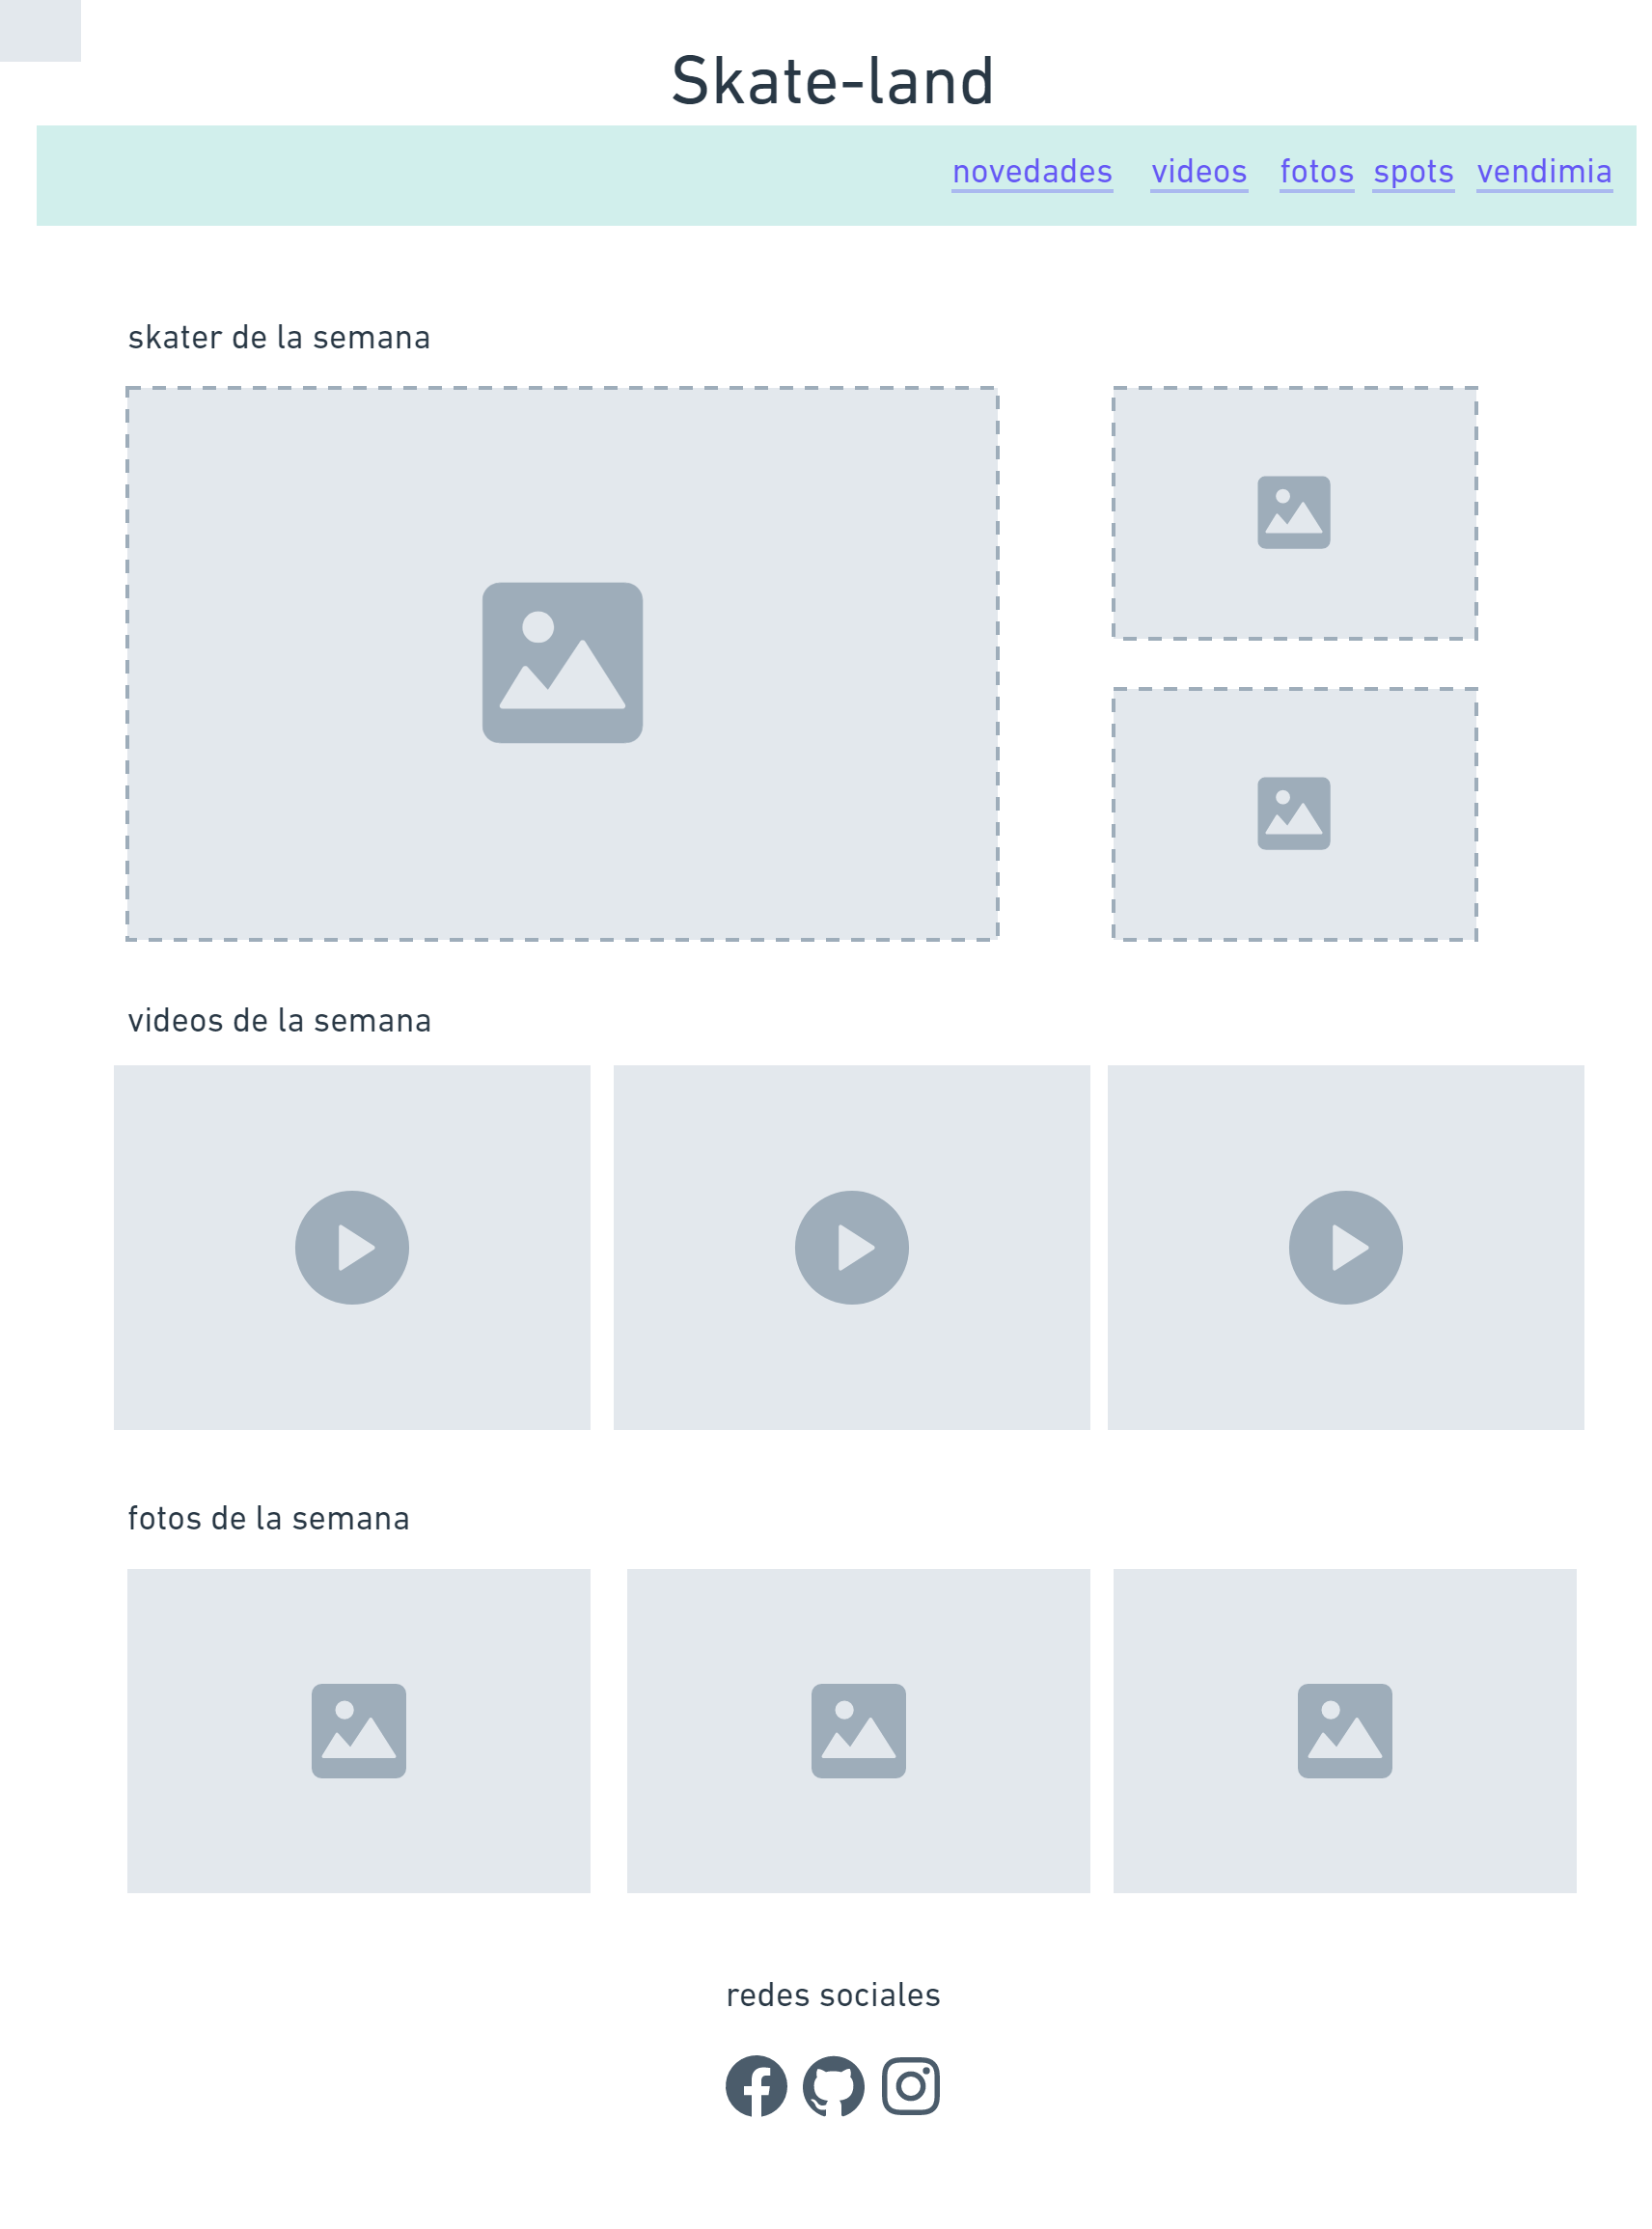 Skate-land
novedades videos fotos spots vendimia
skater de la semana
videos de la semana
fotos de la semana
redes sociales